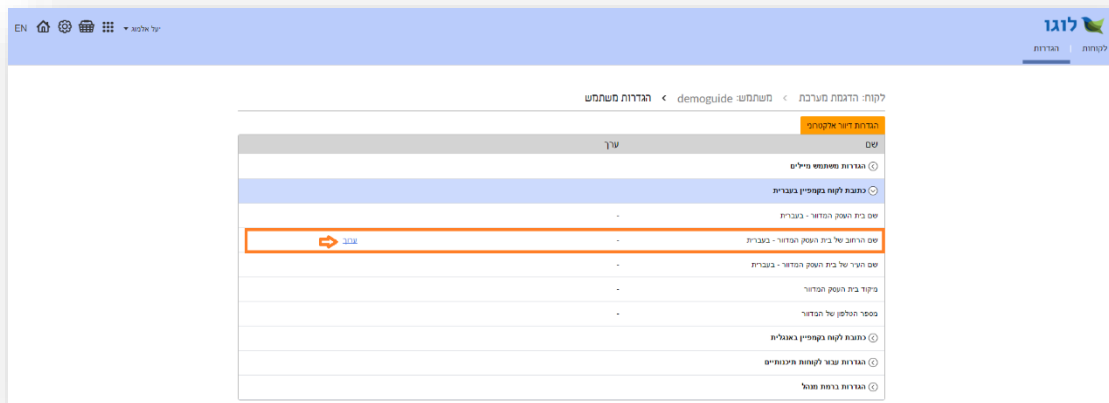 לוגו
EN
יעל אלמוג
לקוחות | הגדרות
לקוח: הדגמת מערכת > משתמש: demoguide > הגדרות משתמש
הגדרות דיוור אלקטרוני
שם ערך
הגדרות משתמש מיילים
כתובת לקוח בקמפיין בעברית
שם בית העסק המדוור - בעברית -
שם הרחוב של בית העסק המדוור - בעברית - ערוך
שם העיר של בית העסק המדוור - בעברית -
מיקוד בית העסק המדוור -
מספר הטלפון של המדוור -
כתובת לקוח בקמפיין באנגלית
הגדרות עבור לקוחות תיכנותיים
הגדרות ברמת מנהל